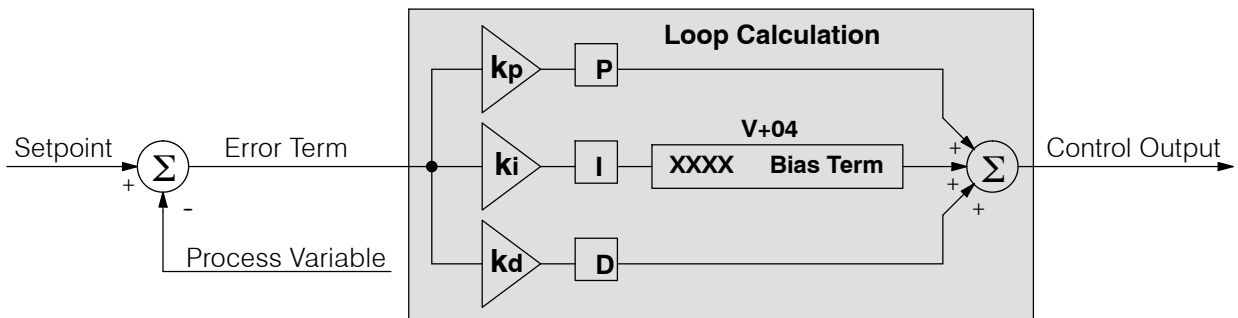 Loop Calculation
kp P
V+04
Setpoint + Σ Error Term ki I XXXX Bias Term + + + Σ Control Output
-
Process Variable kd D